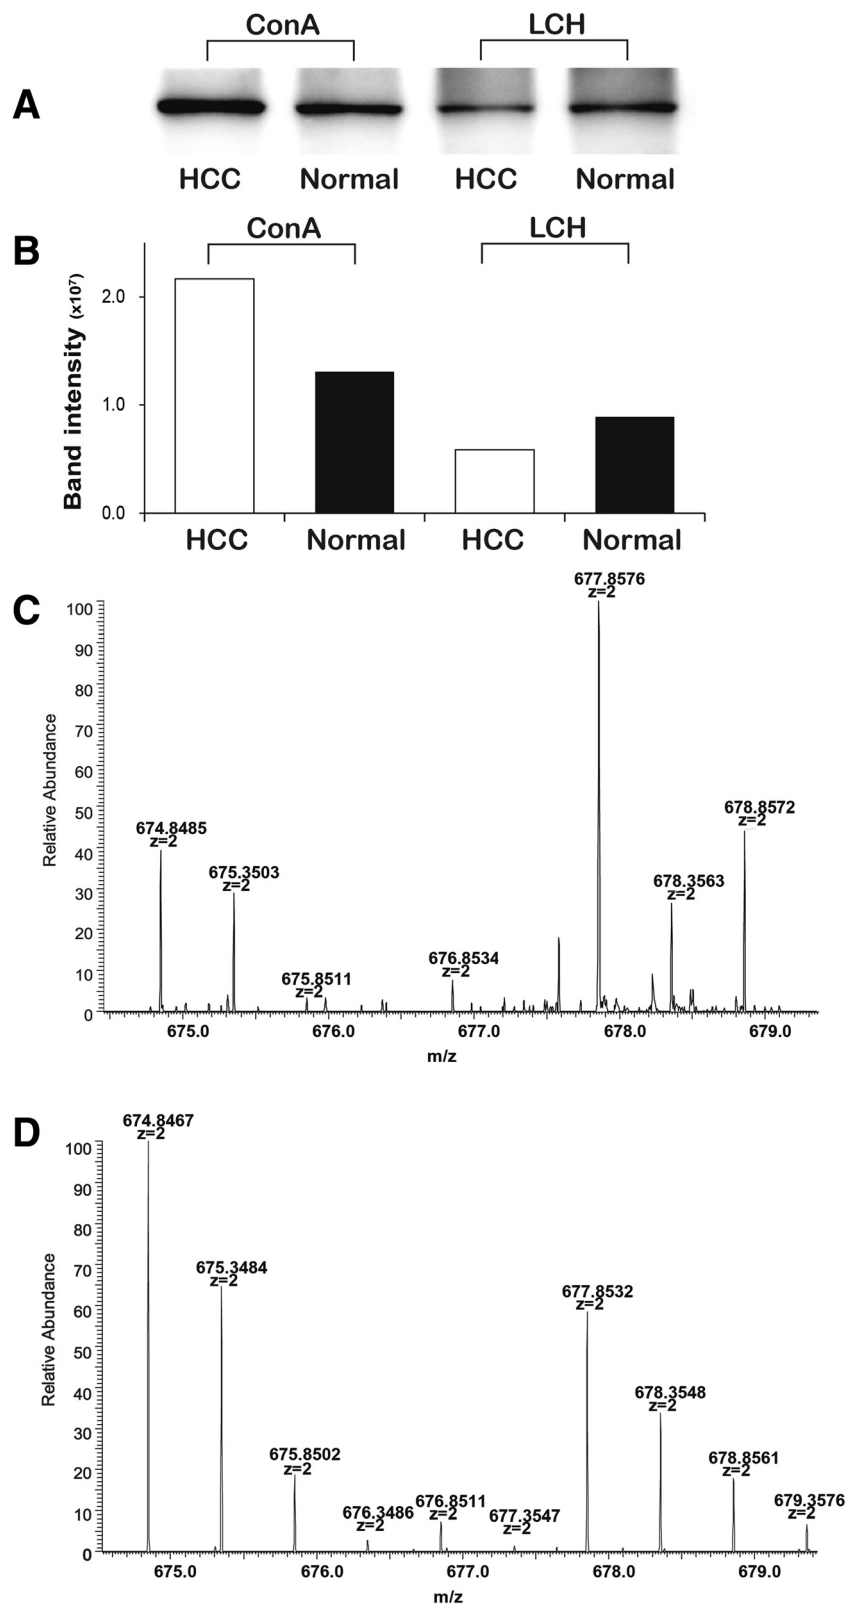 ConA LCH
A
HCC Normal HCC Normal
B
ConA LCH
Band intensity (x10⁷)
2.0
1.0
0.0
HCC Normal HCC Normal
C
Relative Abundance
100
90
80
70
60
50
40
30
20
10
0
674.8485
z=2
675.3503
z=2
675.8511
z=2
676.8534
z=2
677.8576
z=2
678.3563
z=2
678.8572
z=2
675.0 676.0 677.0 678.0 679.0
m/z
D
Relative Abundance
100
90
80
70
60
50
40
30
20
10
0
674.8467
z=2
675.3484
z=2
675.8502
z=2
676.3486
z=2
676.8511
z=2
677.3547
z=2
677.8532
z=2
678.3548
z=2
678.8561
z=2
679.3576
z=2
675.0 676.0 677.0 678.0 679.0
m/z